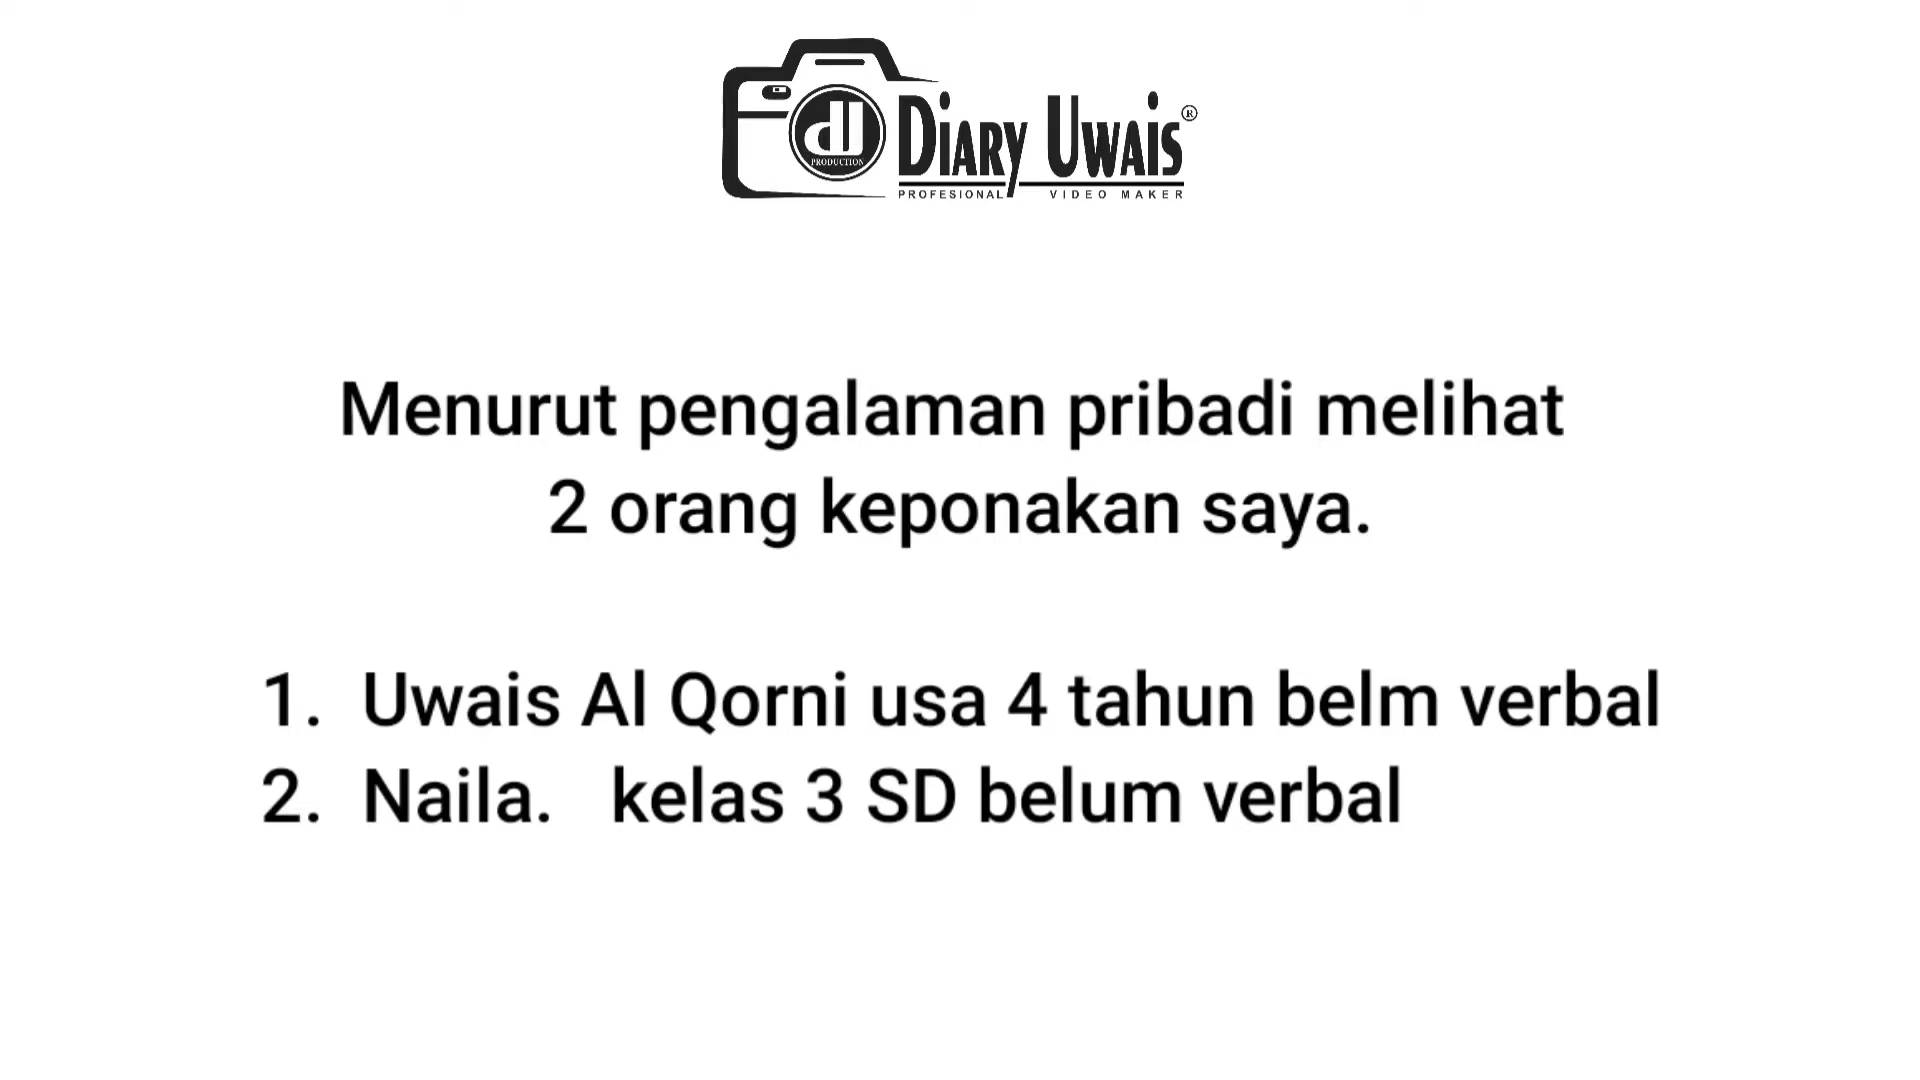 dU
PRODUCTION
Diary Uwais®
PROFESIONAL VIDEO MAKER
Menurut pengalaman pribadi melihat
2 orang keponakan saya.
1. Uwais Al Qorni usa 4 tahun belm verbal
2. Naila. kelas 3 SD belum verbal